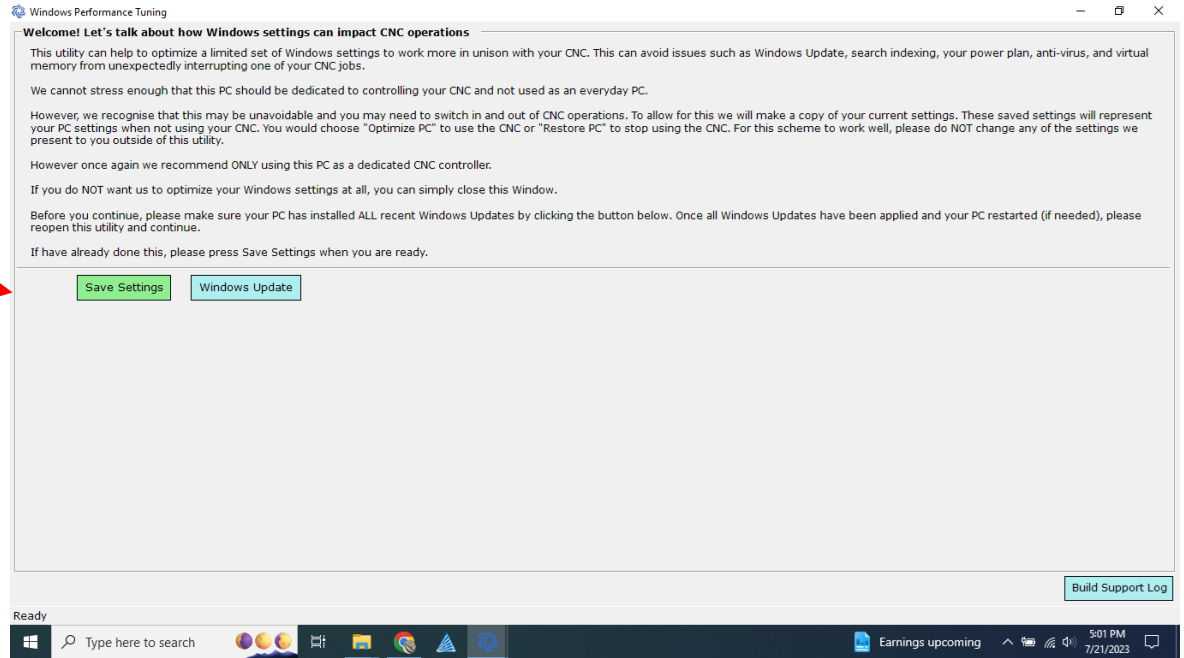 Windows Performance Tuning
Welcome! Let's talk about how Windows settings can impact CNC operations
This utility can help to optimize a limited set of Windows settings to work more in unison with your CNC. This can avoid issues such as Windows Update, search indexing, your power plan, anti-virus, and virtual
memory from unexpectedly interrupting one of your CNC jobs.
We cannot stress enough that this PC should be dedicated to controlling your CNC and not used as an everyday PC.
However, we recognise that this may be unavoidable and you may need to switch in and out of CNC operations. To allow for this we will make a copy of your current settings. These saved settings will represent
your PC settings when not using your CNC. You would choose "Optimize PC" to use the CNC or "Restore PC" to stop using the CNC. For this scheme to work well, please do NOT change any of the settings we
present to you outside of this utility.
However once again we recommend ONLY using this PC as a dedicated CNC controller.
If you do NOT want us to optimize your Windows settings at all, you can simply close this Window.
Before you continue, please make sure your PC has installed ALL recent Windows Updates by clicking the button below. Once all Windows Updates have been applied and your PC restarted (if needed), please
reopen this utility and continue.
If have already done this, please press Save Settings when you are ready.
Save Settings Windows Update
Build Support Log
Ready
Type here to search Earnings upcoming 5:01 PM
7/21/2023